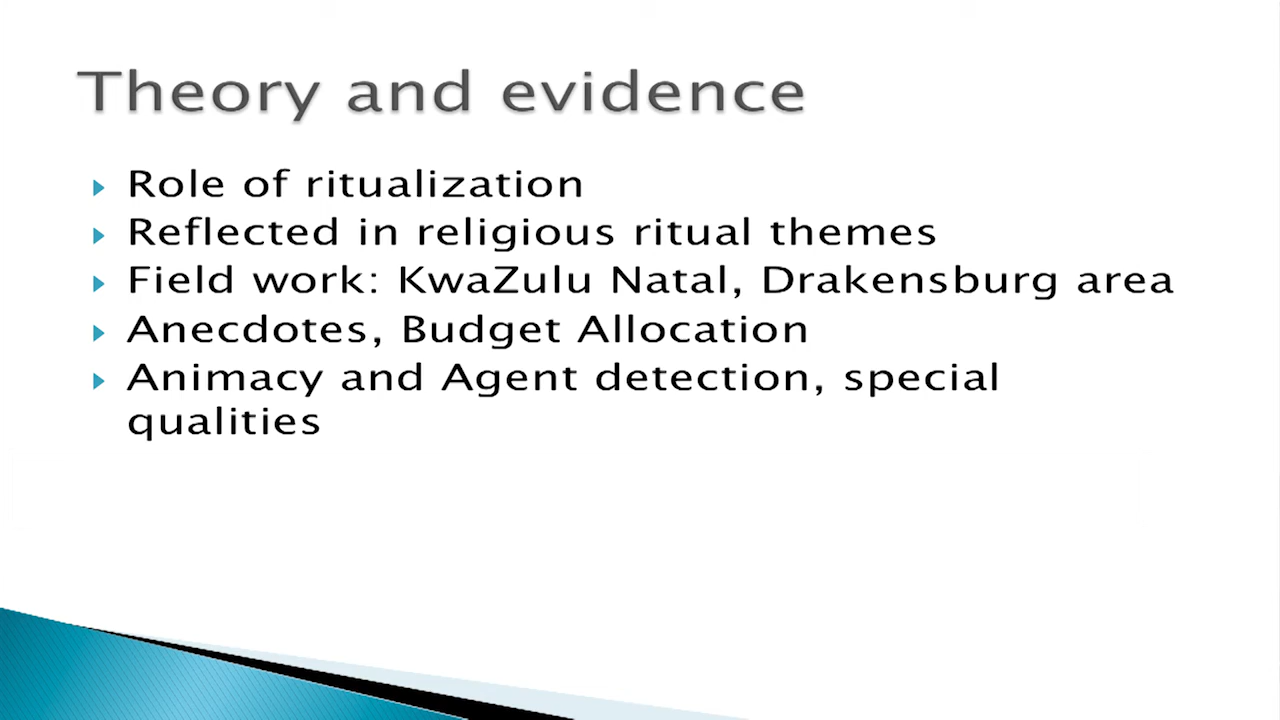 Theory and evidence
Role of ritualization
Reflected in religious ritual themes
Field work: KwaZulu Natal, Drakensburg area
Anecdotes, Budget Allocation
Animacy and Agent detection, special
qualities